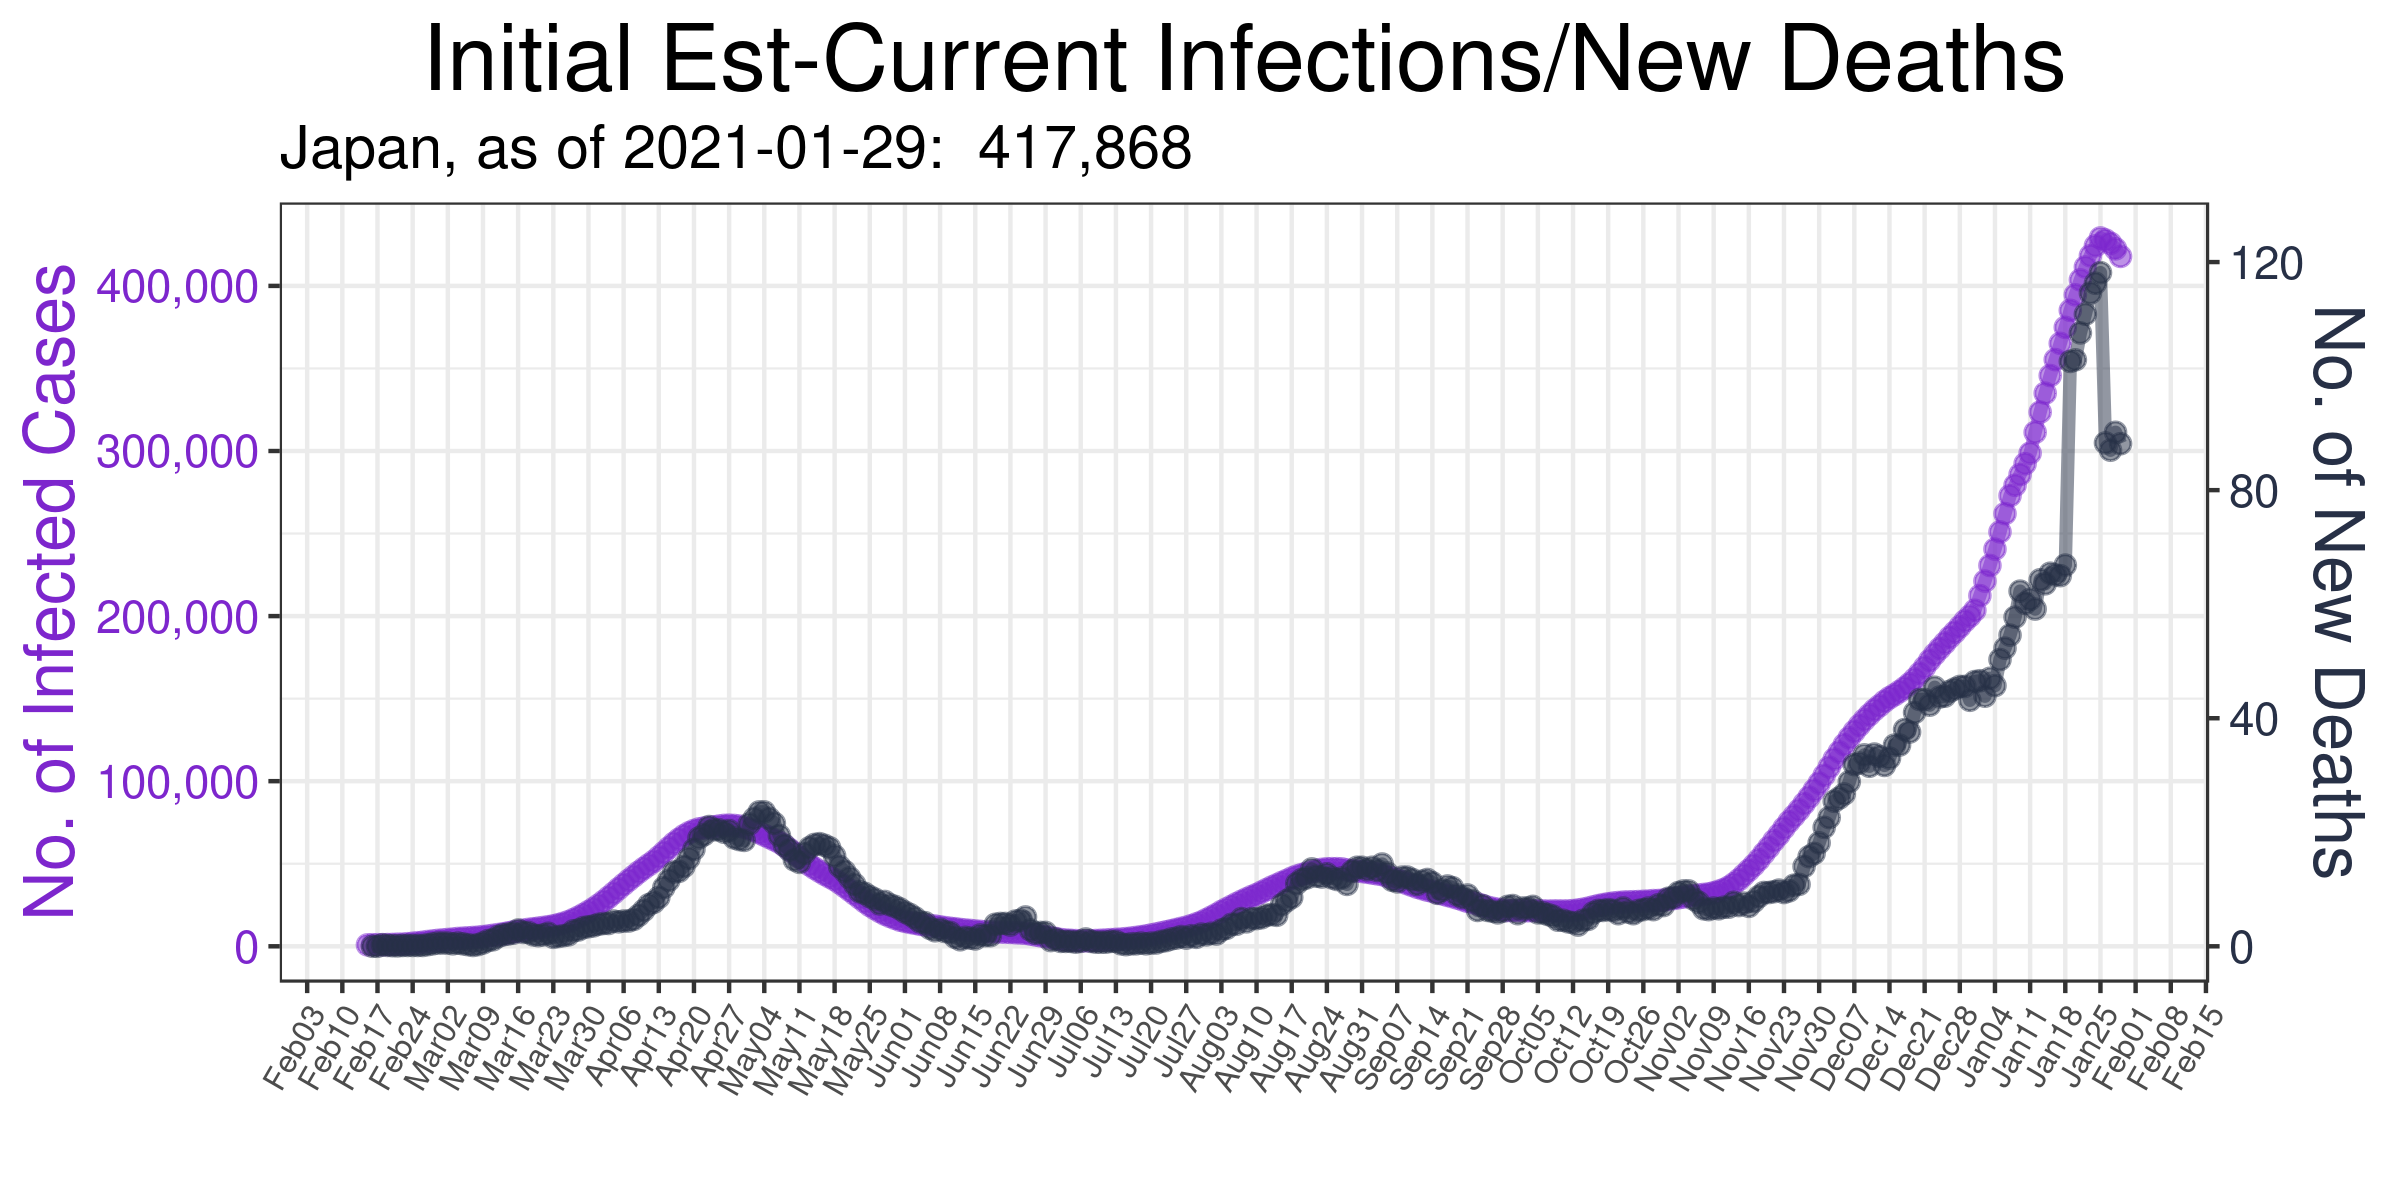 Initial Est-Current Infections/New Deaths
Japan, as of 2021-01-29:  417,868
No. of Infected Cases
400,000
300,000
200,000
100,000
0
120
80
40
0
No. of New Deaths
Feb03
Feb10
Feb17
Feb24
Mar02
Mar09
Mar16
Mar23
Mar30
Apr06
Apr13
Apr20
Apr27
May04
May11
May18
May25
Jun01
Jun08
Jun15
Jun22
Jun29
Jul06
Jul13
Jul20
Jul27
Aug03
Aug10
Aug17
Aug24
Aug31
Sep07
Sep14
Sep21
Sep28
Oct05
Oct12
Oct19
Oct26
Nov02
Nov09
Nov16
Nov23
Nov30
Dec07
Dec14
Dec21
Dec28
Dec04
Jan11
Jan18
Jan25
Feb01
Feb08
Feb15